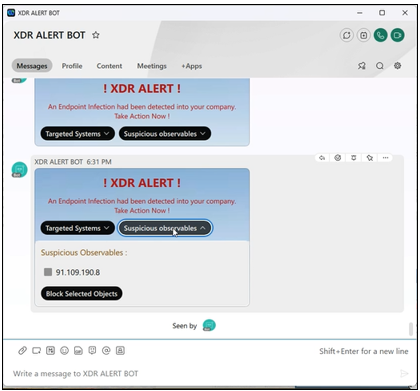 XDR ALERT BOT
XDR ALERT BOT
Messages Profile Content Meetings +Apps
! XDR ALERT !
An Endpoint Infection had been detected into your company.
Take Action Now !
Targeted Systems Suspicious observables
XDR ALERT BOT 6:31 PM
! XDR ALERT !
An Endpoint Infection had been detected into your company.
Take Action Now !
Targeted Systems Suspicious observables
Suspicious Observables :
91.109.190.8
Block Selected Objects
Seen by
Shift+Enter for a new line
Write a message to XDR ALERT BOT